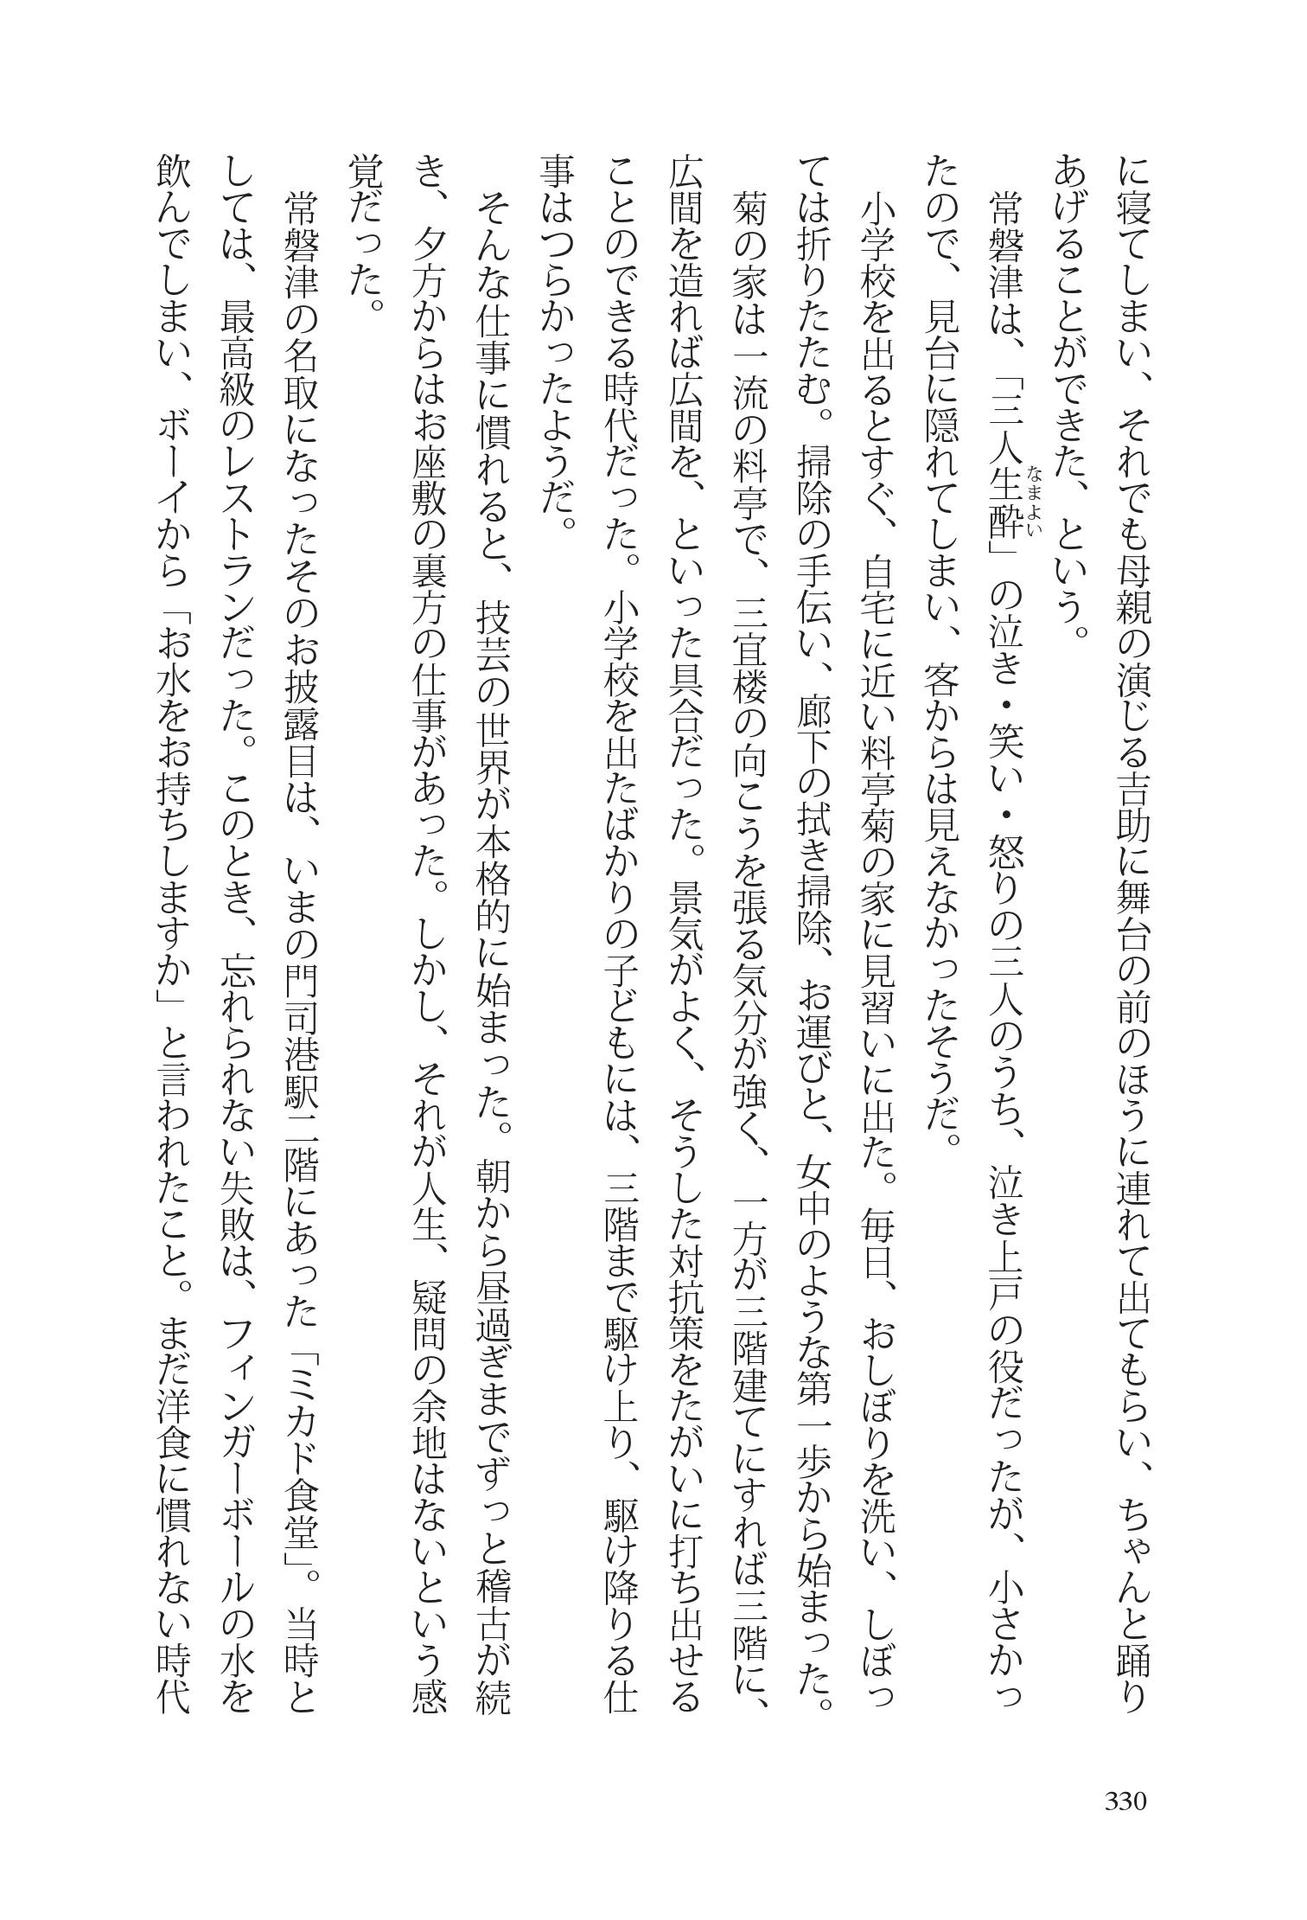 に寝てしまい、それでも母親の演じる吉助に舞台の前のほうに連れて出てもらい、ちゃんと踊り
あげることができた、という。
常磐津は、「三人生酔」の泣き・笑い・怒りの三人のうち、泣き上戸の役だったが、小さかっ
なまよい
たので、見台に隠れてしまい、客からは見えなかったそうだ。
小学校を出るとすぐ、自宅に近い料亭菊の家に見習いに出た。毎日、おしぼりを洗い、しぼっ
ては折りたたむ。掃除の手伝い、廊下の拭き掃除、お運びと、女中のような第一歩から始まった。
菊の家は一流の料亭で、三宜楼の向こうを張る気分が強く、一方が三階建てにすれば三階に、
広間を造れば広間を、といった具合だった。景気がよく、そうした対抗策をたがいに打ち出せる
ことのできる時代だった。小学校を出たばかりの子どもには、三階まで駆け上り、駆け降りる仕
事はつらかったようだ。
そんな仕事に慣れると、技芸の世界が本格的に始まった。朝から昼過ぎまでずっと稽古が続
き、夕方からはお座敷の裏方の仕事があった。しかし、それが人生、疑問の余地はないという感
覚だった。
常磐津の名取になったそのお披露目は、いまの門司港駅二階にあった「ミカド食堂」。当時と
しては、最高級のレストランだった。このとき、忘れられない失敗は、フィンガーボールの水を
飲んでしまい、ボーイから「お水をお持ちしますか」と言われたこと。まだ洋食に慣れない時代
330